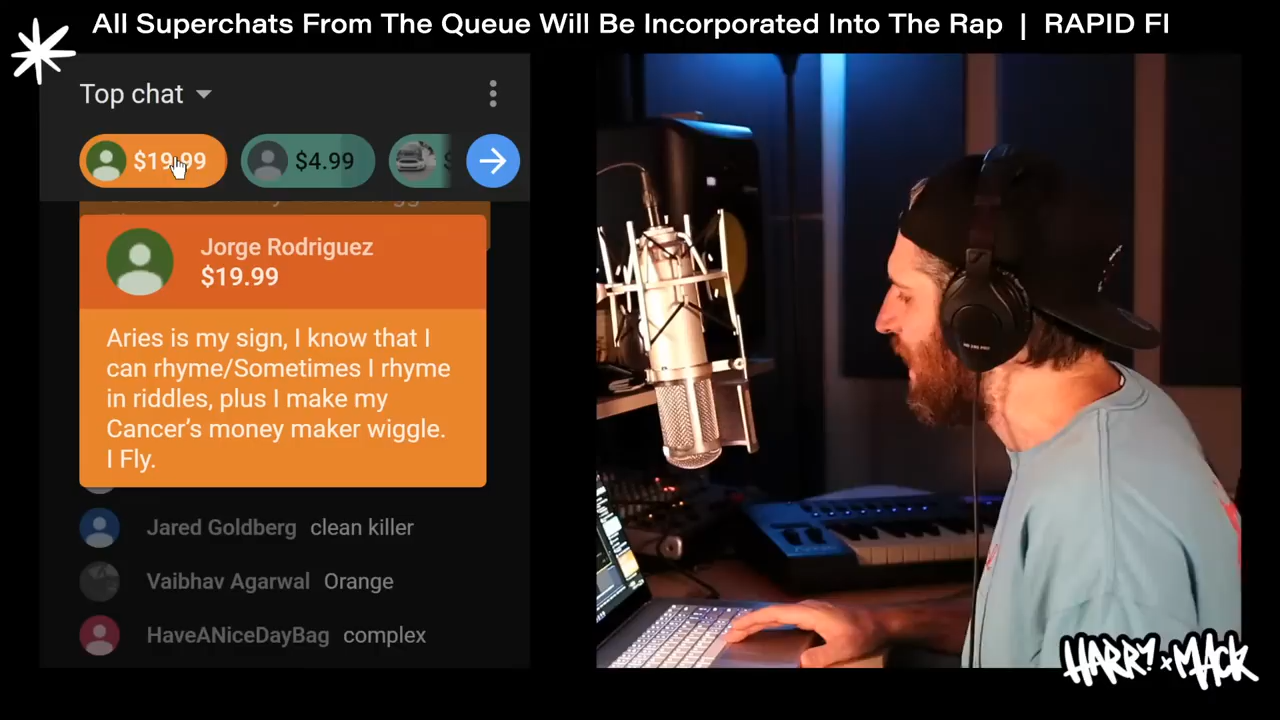 All Superchats From The Queue Will Be Incorporated Into The Rap | RAPID FI
Top chat
$19.99
$4.99
$
Jorge Rodriguez
$19.99
Aries is my sign, I know that I
can rhyme/Sometimes I rhyme
in riddles, plus I make my
Cancer's money maker wiggle.
I Fly.
Jared Goldberg clean killer
Vaibhav Agarwal Orange
HaveANiceDayBag complex
HARRY x MACK